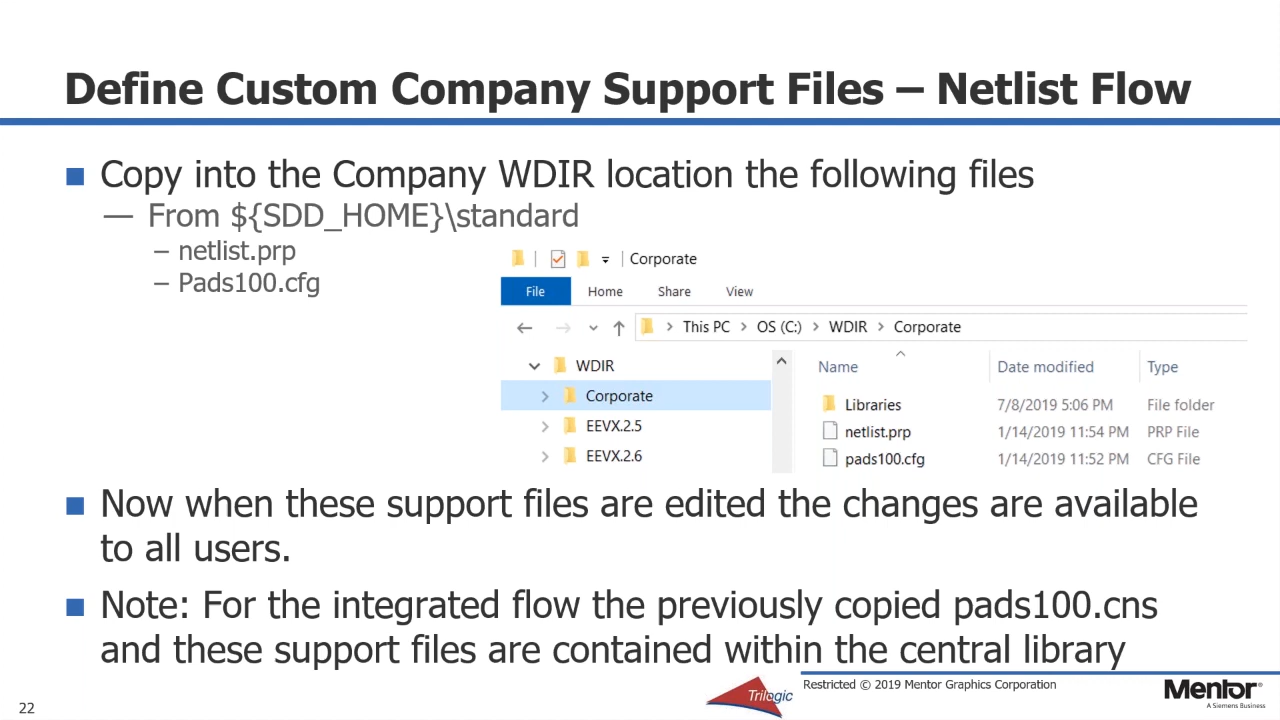 Define Custom Company Support Files – Netlist Flow
Copy into the Company WDIR location the following files
— From ${SDD_HOME}\standard
– netlist.prp
– Pads100.cfg
Corporate
File Home Share View
This PC > OS (C:) > WDIR > Corporate
WDIR
Corporate
EEVX.2.5
EEVX.2.6
Name Date modified Type
Libraries 7/8/2019 5:06 PM File folder
netlist.prp 1/14/2019 11:54 PM PRP File
pads100.cfg 1/14/2019 11:52 PM CFG File
Now when these support files are edited the changes are available
to all users.
Note: For the integrated flow the previously copied pads100.cns
and these support files are contained within the central library
22
Trilogic
Restricted © 2019 Mentor Graphics Corporation
Mentor®
A Siemens Business